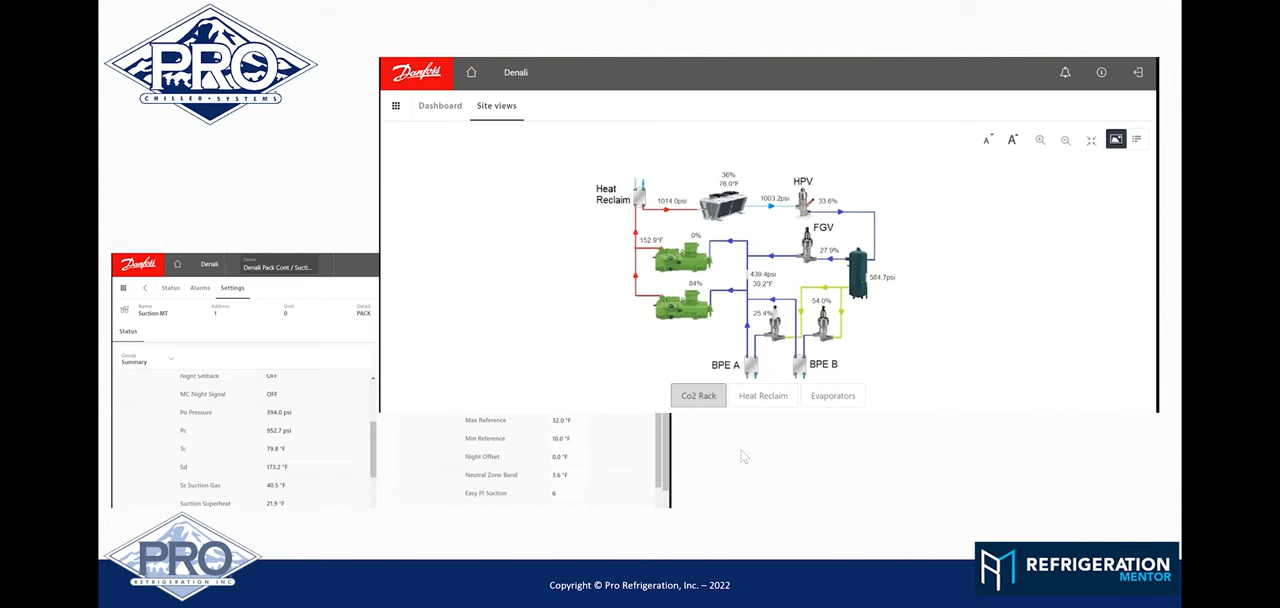 PRO
CHILLER • SYSTEMS
Danfoss
Denali
Dashboard
Site views
A
A
36%
76.0°F
HPV
Heat
Reclaim
1014.0psi
1003.2psi
33.6%
FGV
152.9°F
0%
27.9%
439.4psi
39.2°F
584.7psi
84%
54.0%
25.4%
BPE A
BPE B
Co2 Rack
Heat Reclaim
Evaporators
Danfoss
Denali
Denali Pack Cont / Sucti...
Status
Alarms
Settings
Name
Suction MT
Address
1
Unit
0
Detail
PACK
Status
Group
Summary
Night Setback
OFF
MC Night Signal
OFF
Po Pressure
394.0 psi
Pc
952.7 psi
Tc
79.8 °F
Sd
173.2 °F
Ss Suction Gas
40.5 °F
Suction Superheat
21.9 °F
Max Reference
32.0 °F
Min Reference
10.0 °F
Night Offset
0.0 °F
Neutral Zone Band
3.6 °F
Easy PI Suction
6
PRO
REFRIGERATION INC
Copyright © Pro Refrigeration, Inc. – 2022
REFRIGERATION
MENTOR